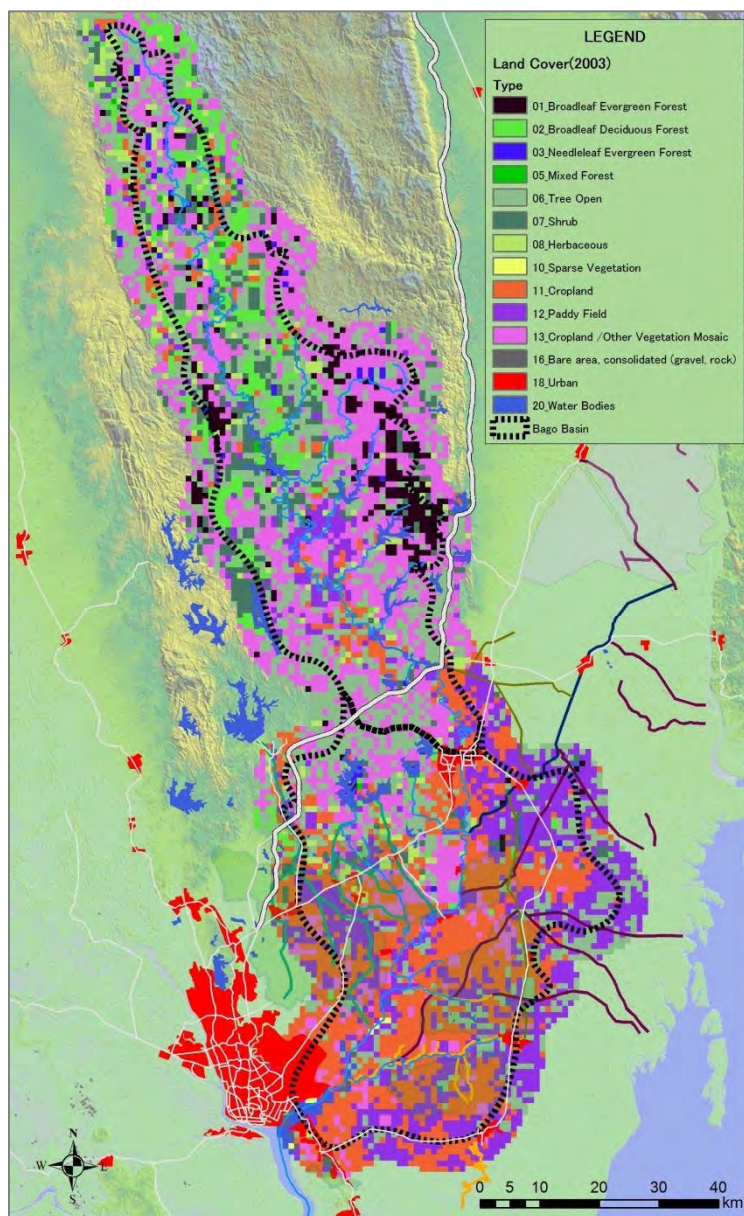 LEGEND
Land Cover(2003)
Type
01_Broadleaf Evergreen Forest
02_Broadleaf Deciduous Forest
03_Needleleaf Evergreen Forest
05_Mixed Forest
06_Tree Open
07_Shrub
08_Herbaceous
10_Sparse Vegetation
11_Cropland
12_Paddy Field
13_Cropland /Other Vegetation Mosaic
16_Bare area, consolidated (gravel, rock)
18_Urban
20_Water Bodies
Bago Basin
N
W E
S
0 5 10 20 30 40
km